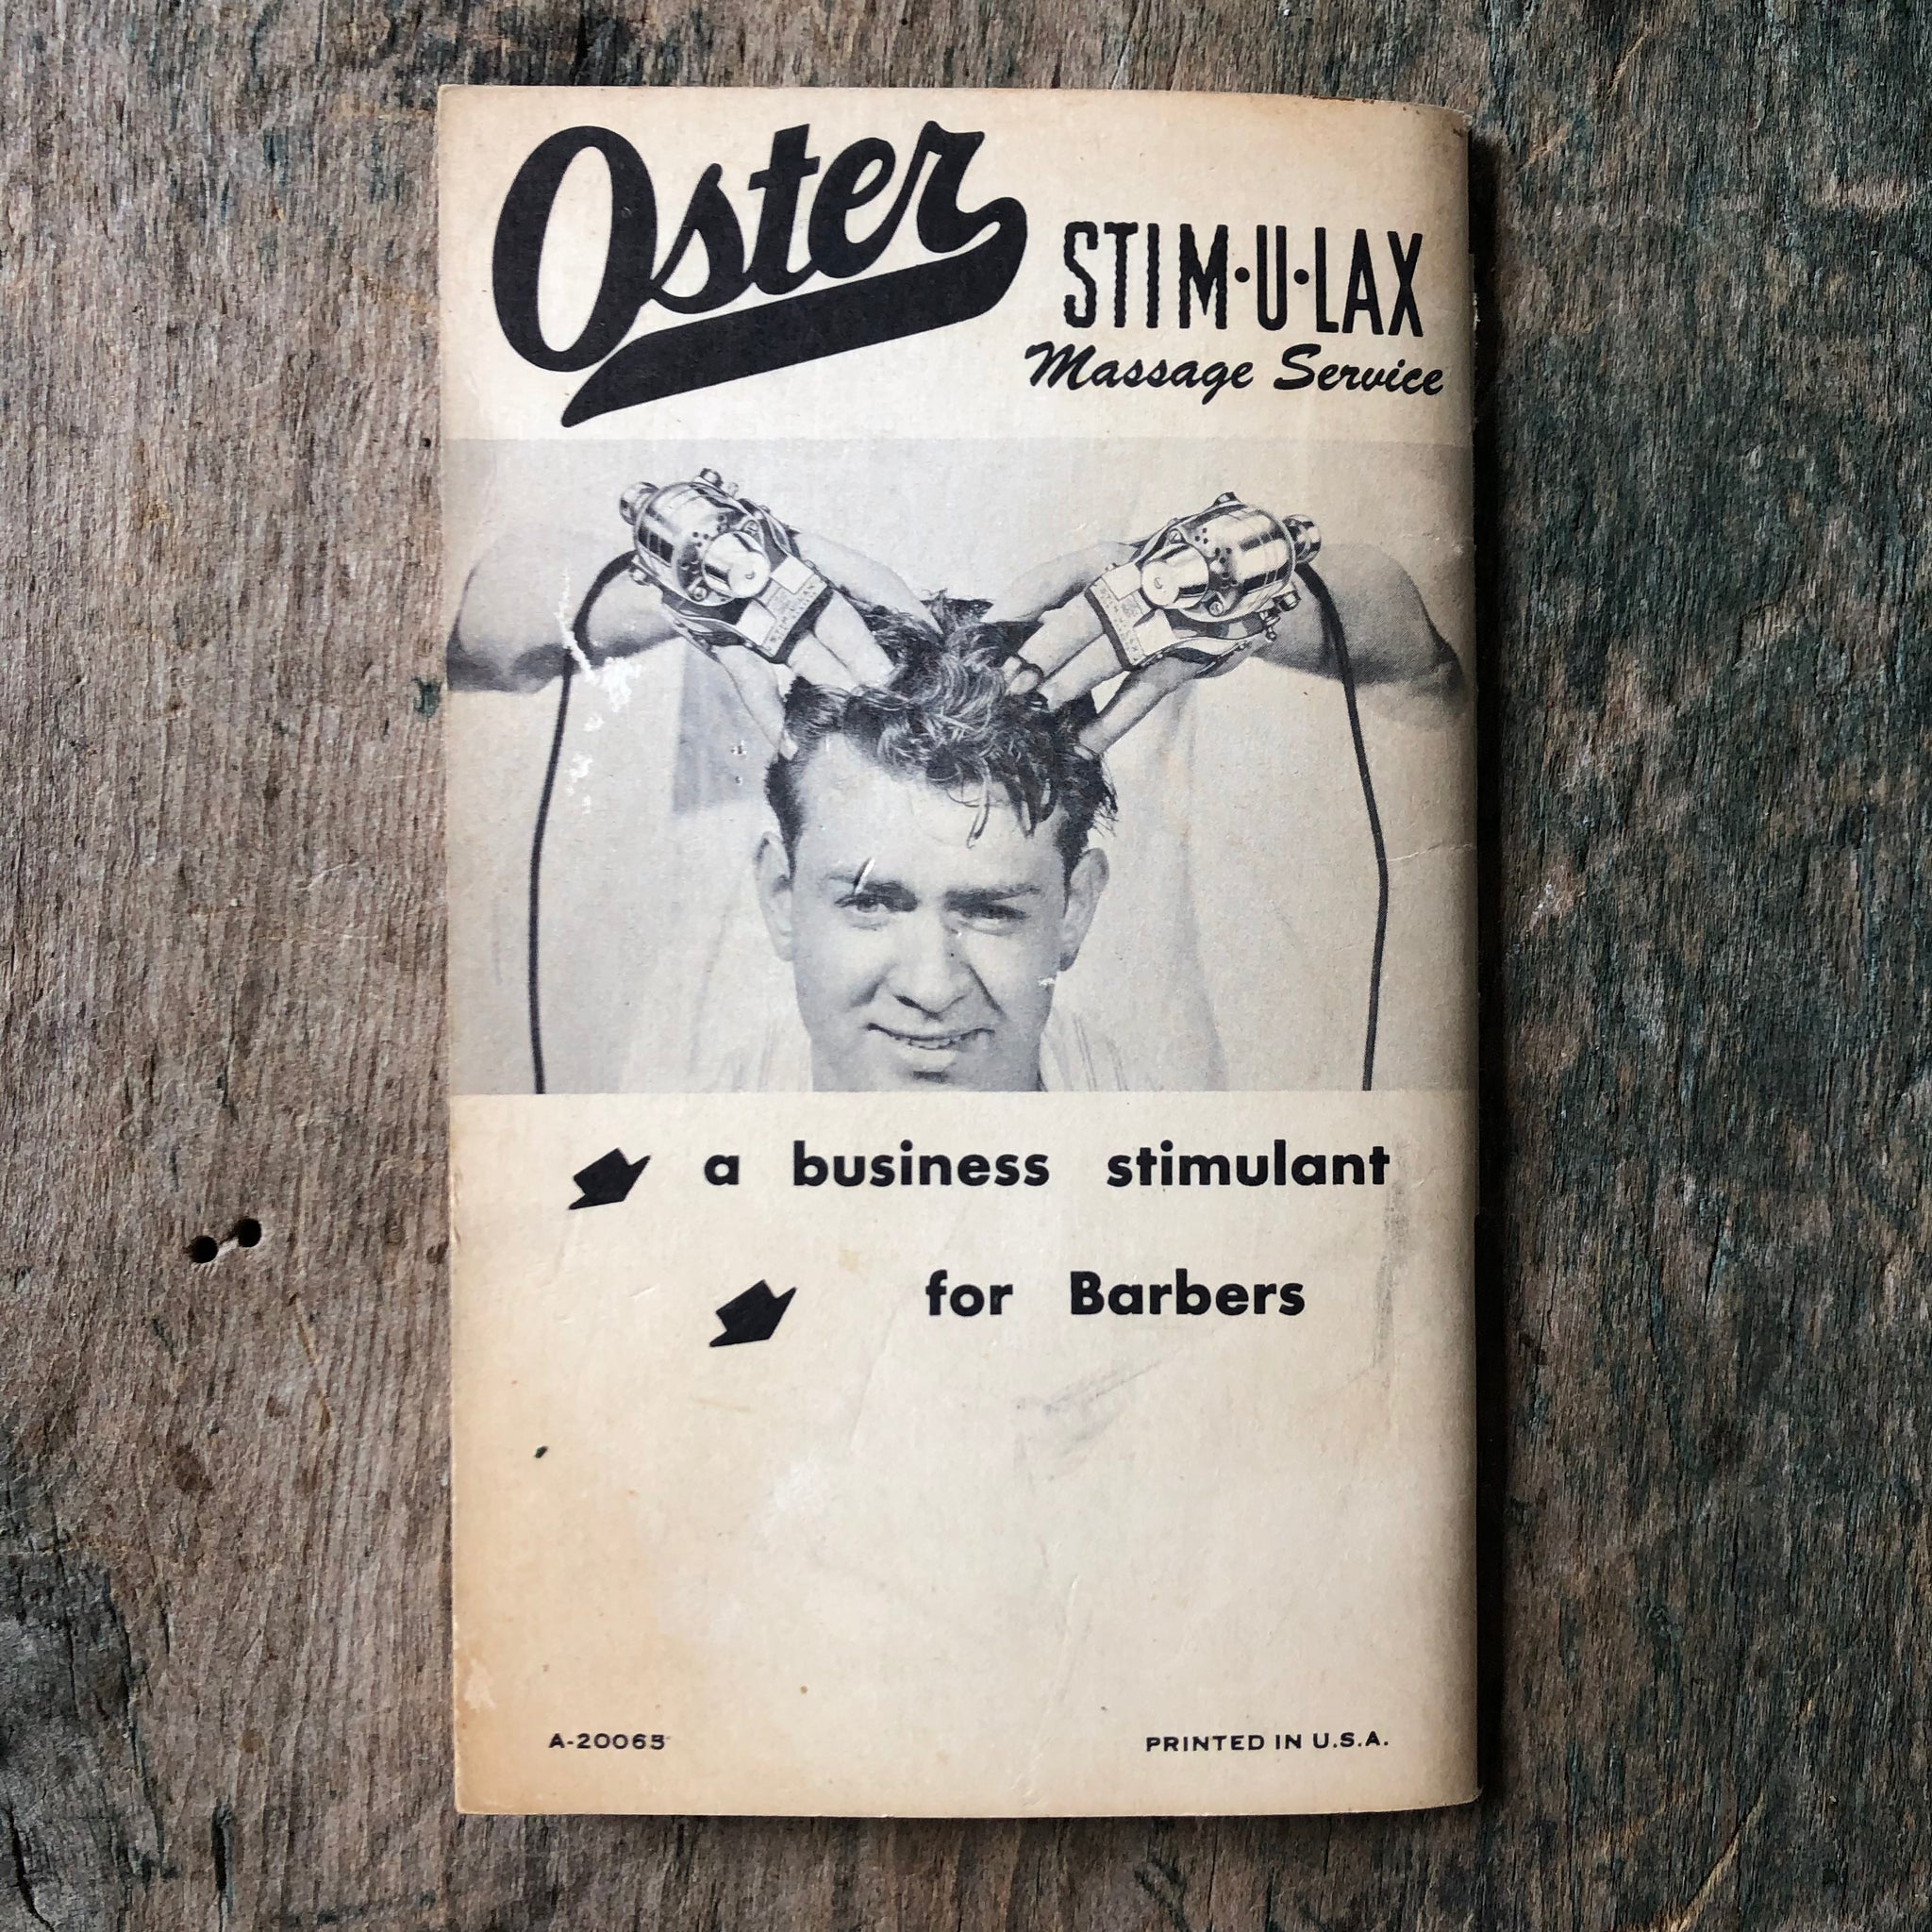 Oster
STIM·U·LAX
Massage Service
a business stimulant
for Barbers
A-20065
PRINTED IN U.S.A.